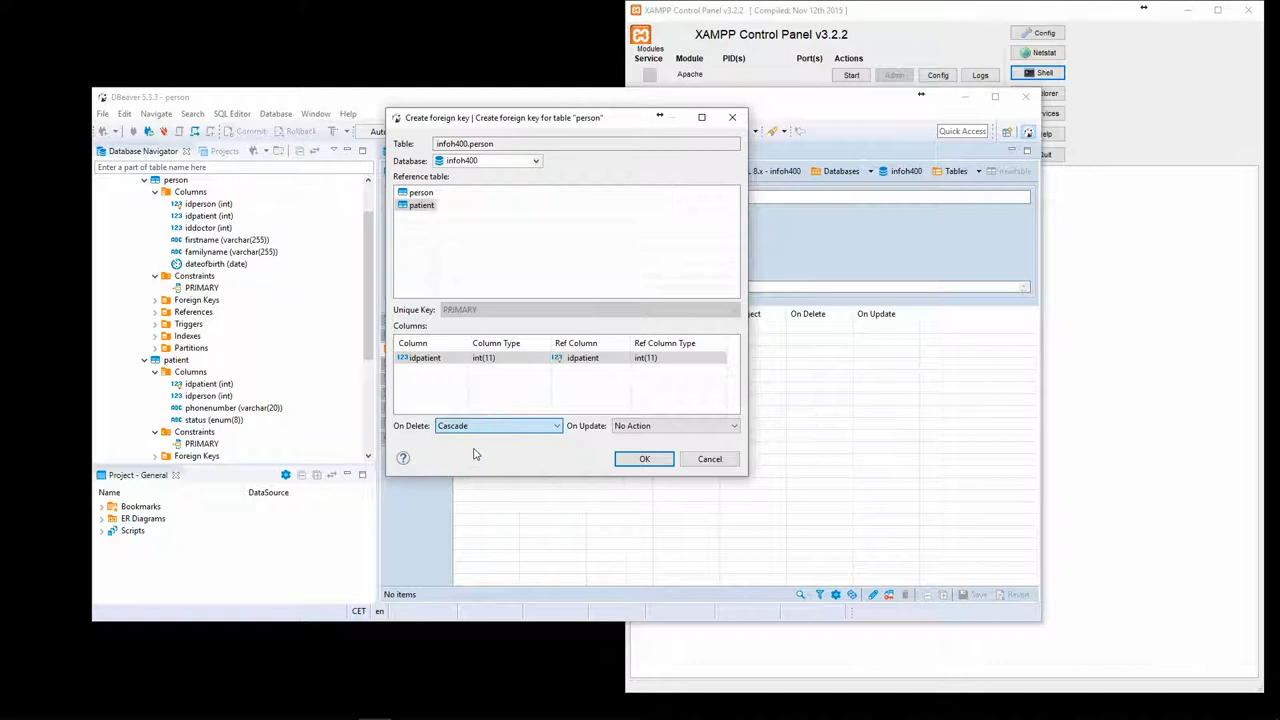 XAMPP Control Panel v3.2.2   [ Compiled: Nov 12th 2015 ]
XAMPP Control Panel v3.2.2
Config
Modules
Service Module PID(s) Port(s) Actions
Netstat
Apache Start Admin Config Logs
Shell
DBeaver 5.3.3 - person
File Edit Navigate Search SQL Editor Database Window Help
Commit Rollback
Quick Access
Database Navigator Projects
Enter a part of table name here
8.x - infoh400 Databases infoh400 Tables newtable
person
Columns
idperson (int)
idpatient (int)
iddoctor (int)
firstname (varchar(255))
familyname (varchar(255))
dateofbirth (date)
Constraints
PRIMARY
Foreign Keys
References
Triggers
Indexes
Partitions
patient
Columns
idpatient (int)
idperson (int)
phonenumber (varchar(20))
status (enum(8))
Constraints
PRIMARY
Foreign Keys
Project - General
Name DataSource
Bookmarks
ER Diagrams
Scripts
Create foreign key | Create foreign key for table "person"
Table: infoh400.person
Database: infoh400
Reference table:
person
patient
Unique Key: PRIMARY
Columns:
Column Column Type Ref Column Ref Column Type
idpatient int(11) idpatient int(11)
On Delete: Cascade On Update: No Action
? OK Cancel
On Delete On Update
No items
Save Revert
CET en